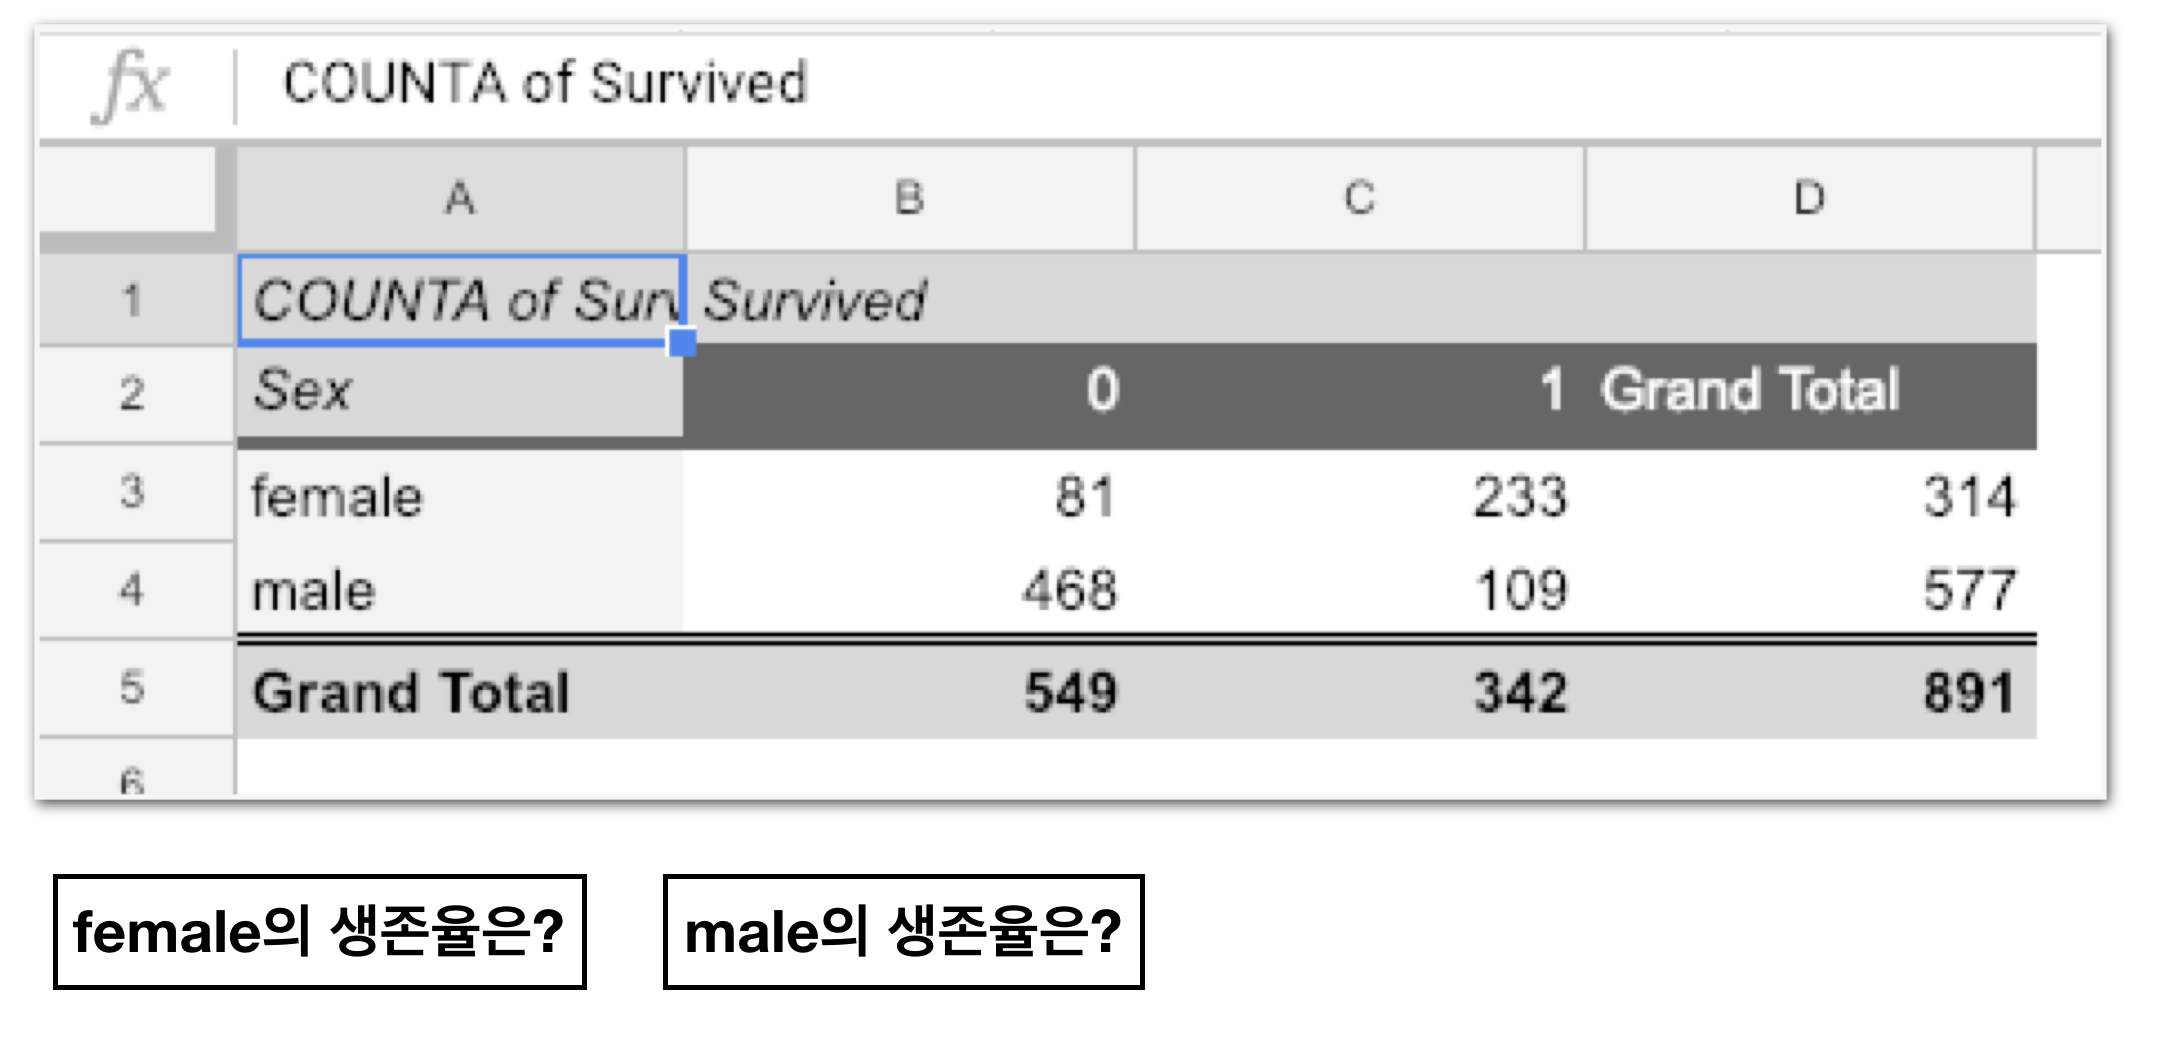 fx COUNTA of Survived
A B C D
1 COUNTA of Surv Survived
2 Sex 0 1 Grand Total
3 female 81 233 314
4 male 468 109 577
5 Grand Total 549 342 891
6
female의 생존율은? male의 생존율은?